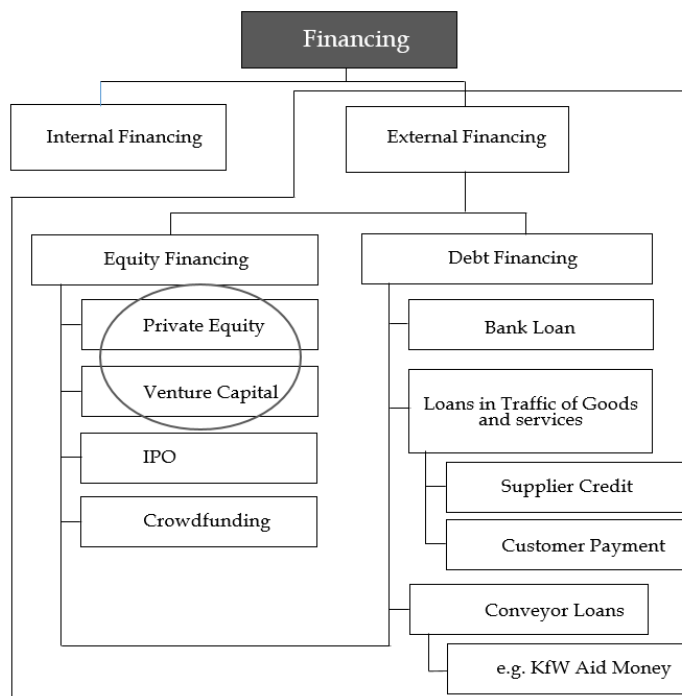 Financing
Internal Financing
External Financing
Equity Financing
Private Equity
Venture Capital
IPO
Crowdfunding
Debt Financing
Bank Loan
Loans in Traffic of Goods
and services
Supplier Credit
Customer Payment
Conveyor Loans
e.g. KfW Aid Money